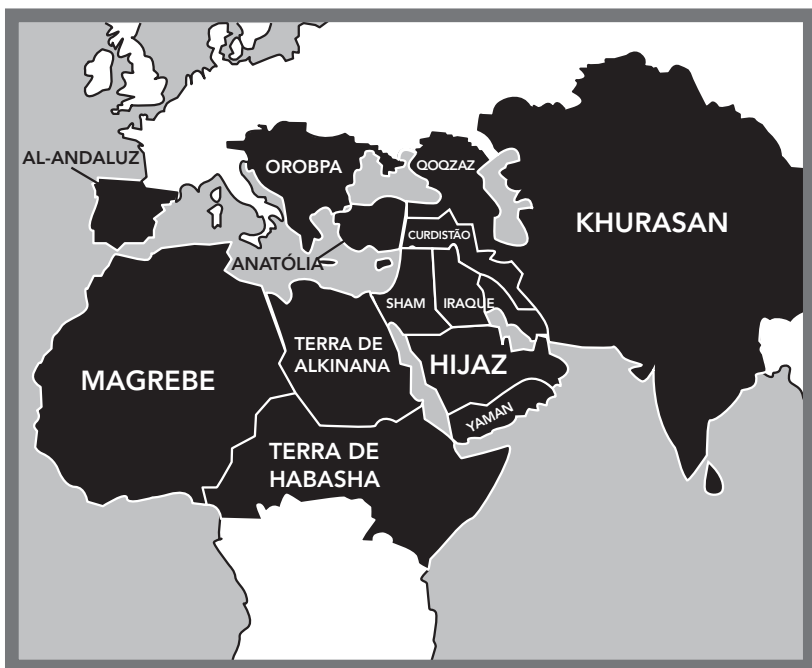 AL-ANDALUZ
OROBPA
QOQZAZ
KHURASAN
ANATÓLIA
CURDISTÃO
SHAM
IRAQUE
TERRA DE
ALKINANA
MAGREBE
HIJAZ
YAMAN
TERRA DE
HABASHA